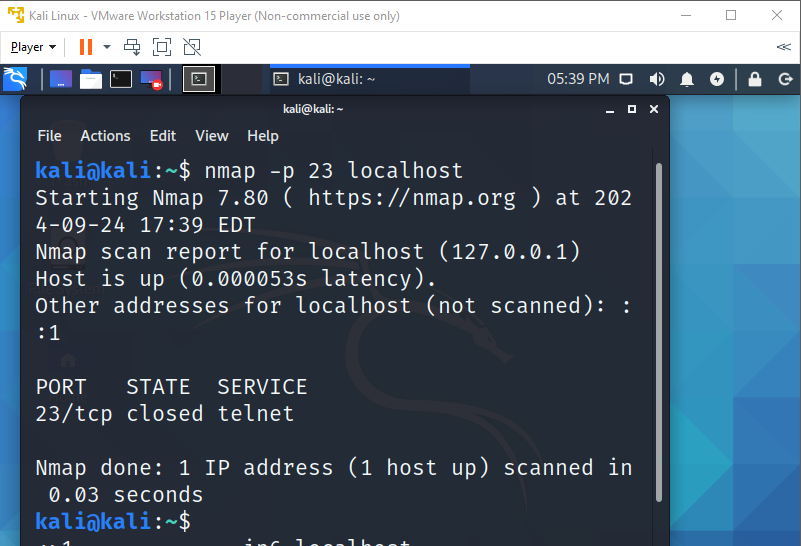 Kali Linux - VMware Workstation 15 Player (Non-commercial use only)
Player
kali@kali: ~
05:39 PM
kali@kali: ~
File Actions Edit View Help
kali@kali:~$ nmap -p 23 localhost
Starting Nmap 7.80 ( https://nmap.org ) at 202
4-09-24 17:39 EDT
Nmap scan report for localhost (127.0.0.1)
Host is up (0.000053s latency).
Other addresses for localhost (not scanned): :
:1
PORT   STATE  SERVICE
23/tcp closed telnet
Nmap done: 1 IP address (1 host up) scanned in
 0.03 seconds
kali@kali:~$
localhost